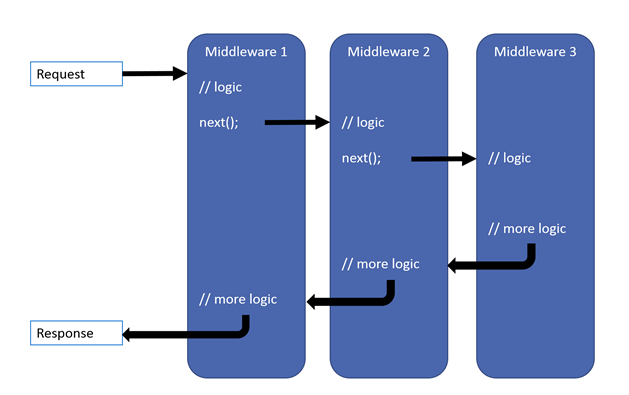 Middleware 1
Middleware 2
Middleware 3
Request
// logic
next();
// logic
next();
// logic
// more logic
// more logic
// more logic
Response